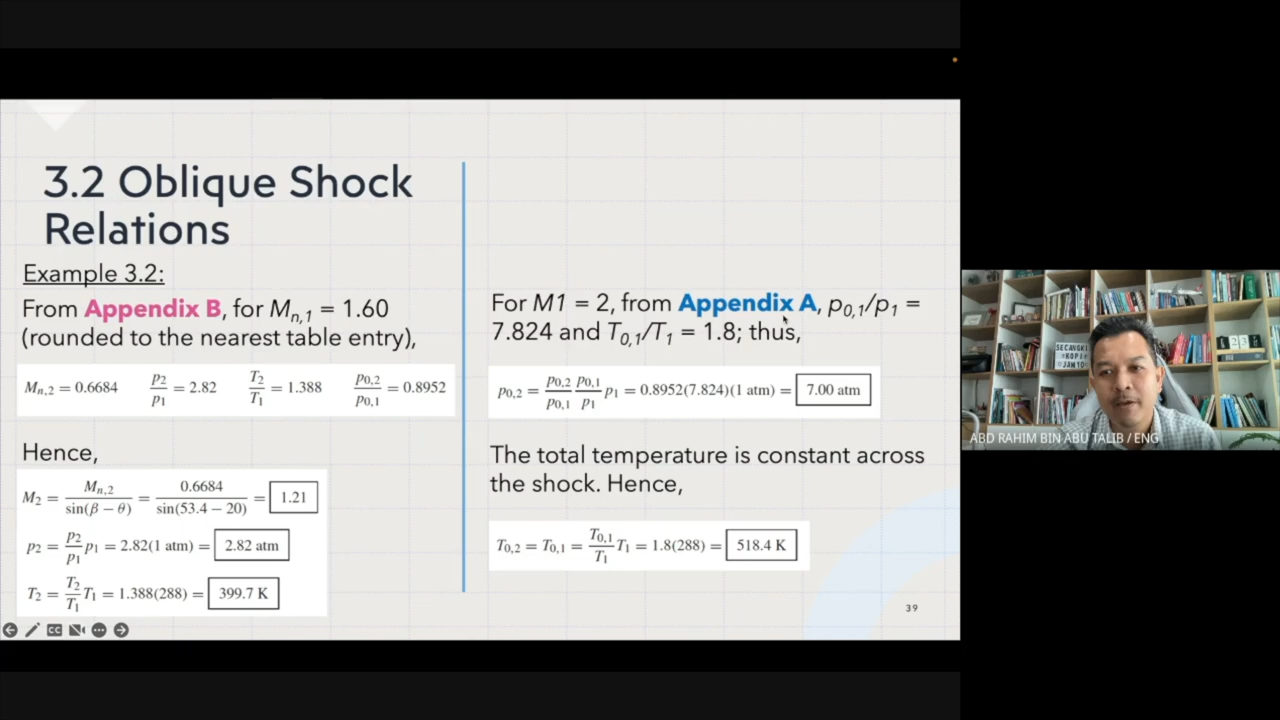 3.2 Oblique Shock
Relations
Example 3.2:
From Appendix B, for Mn,1 = 1.60
(rounded to the nearest table entry),
Mn,2 = 0.6684 p2/p1 = 2.82 T2/T1 = 1.388 p0,2/p0,1 = 0.8952
Hence,
M2 = Mn,2/sin(β − θ) = 0.6684/sin(53.4 − 20) = 1.21
p2 = p2/p1 p1 = 2.82(1 atm) = 2.82 atm
T2 = T2/T1 T1 = 1.388(288) = 399.7 K
For M1 = 2, from Appendix A, p0,1/p1 =
7.824 and T0,1/T1 = 1.8; thus,
p0,2 = p0,2/p0,1 p0,1/p1 p1 = 0.8952(7.824)(1 atm) = 7.00 atm
The total temperature is constant across
the shock. Hence,
T0,2 = T0,1 = T0,1/T1 T1 = 1.8(288) = 518.4 K
39
CC
SECAWGKI
KOPI
JAM10
ABD RAHIM BIN ABU TALIB / ENG